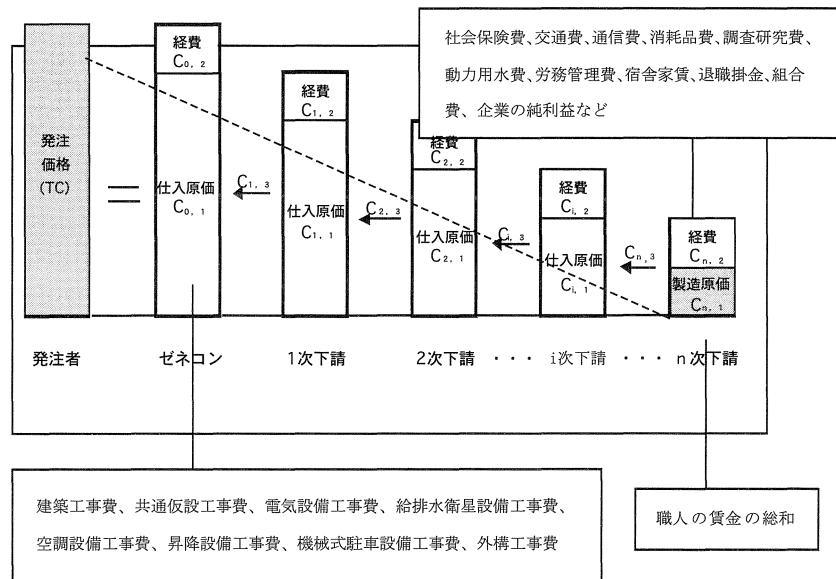 社会保険費、交通費、通信費、消耗品費、調査研究費、
動力用水費、労務管理費、宿舎家賃、退職掛金、組合
費、企業の純利益など
発注
価格
(TC)
経費
C0,2
仕入原価
C0,1
C1,3
経費
C1,2
仕入原価
C1,1
C2,3
経費
C2,2
仕入原価
C2,1
Ci,3
経費
Ci,2
仕入原価
Ci,1
Cn,3
経費
Cn,2
製造原価
Cn,1
発注者 ゼネコン 1次下請 2次下請 ・・・ i次下請 ・・・ n次下請
建築工事費、共通仮設工事費、電気設備工事費、給排水衛星設備工事費、
空調設備工事費、昇降設備工事費、機械式駐車設備工事費、外構工事費
職人の賃金の総和